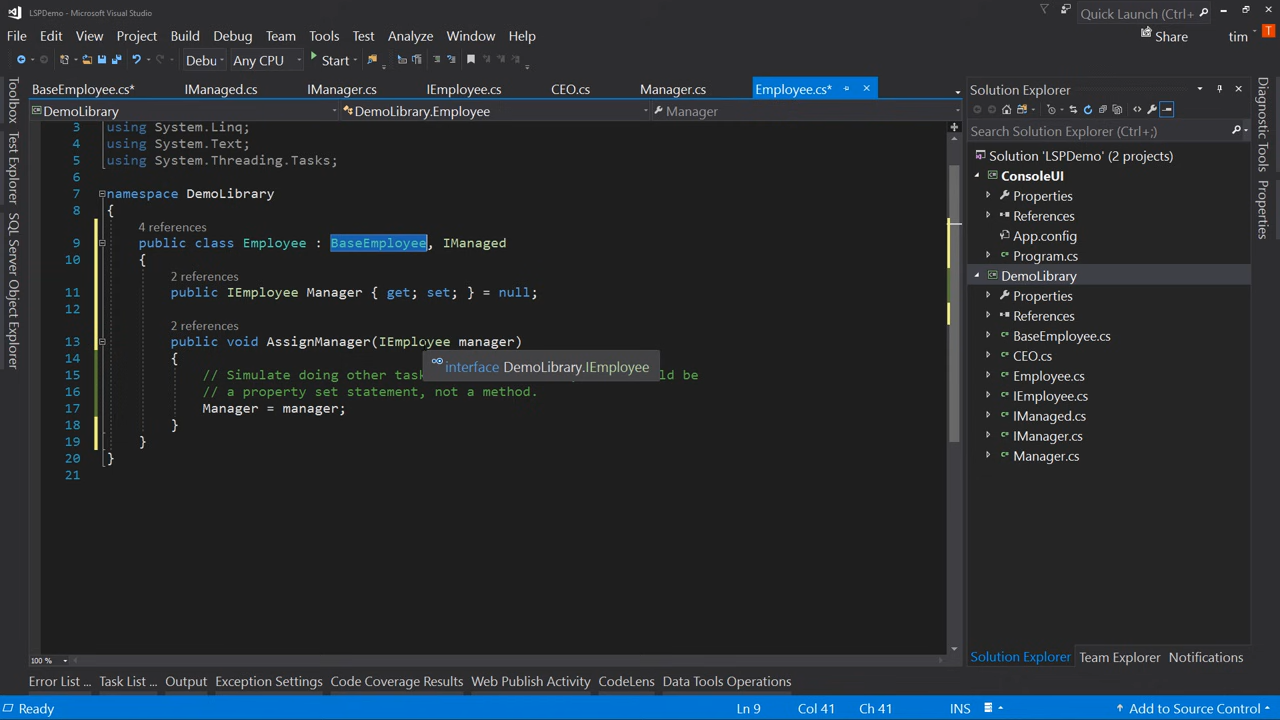 LSPDemo - Microsoft Visual Studio
Quick Launch (Ctrl+
File Edit View Project Build Debug Team Tools Test Analyze Window Help
Share
tim
T
Debu
Any CPU
Start
BaseEmployee.cs* IManaged.cs IManager.cs IEmployee.cs CEO.cs Manager.cs Employee.cs*
DemoLibrary
DemoLibrary.Employee
Manager
3 using System.Linq;
4 using System.Text;
5 using System.Threading.Tasks;
6
7 namespace DemoLibrary
8 {
4 references
9 public class Employee : BaseEmployee, IManaged
10 {
2 references
11 public IEmployee Manager { get; set; } = null;
12
2 references
13 public void AssignManager(IEmployee manager)
14 {
interface DemoLibrary.IEmployee
15 // Simulate doing other task be
16 // a property set statement, not a method.
17 Manager = manager;
18 }
19 }
20 }
21
100 %
Toolbox
Test Explorer
SQL Server Object Explorer
Solution Explorer
Search Solution Explorer (Ctrl+;)
Solution 'LSPDemo' (2 projects)
ConsoleUI
Properties
References
App.config
Program.cs
DemoLibrary
Properties
References
BaseEmployee.cs
CEO.cs
Employee.cs
IEmployee.cs
IManaged.cs
IManager.cs
Manager.cs
Solution Explorer Team Explorer Notifications
Diagnostic Tools
Properties
Error List ... Task List ... Output Exception Settings Code Coverage Results Web Publish Activity CodeLens Data Tools Operations
Ready
Ln 9 Col 41 Ch 41 INS
Add to Source Control